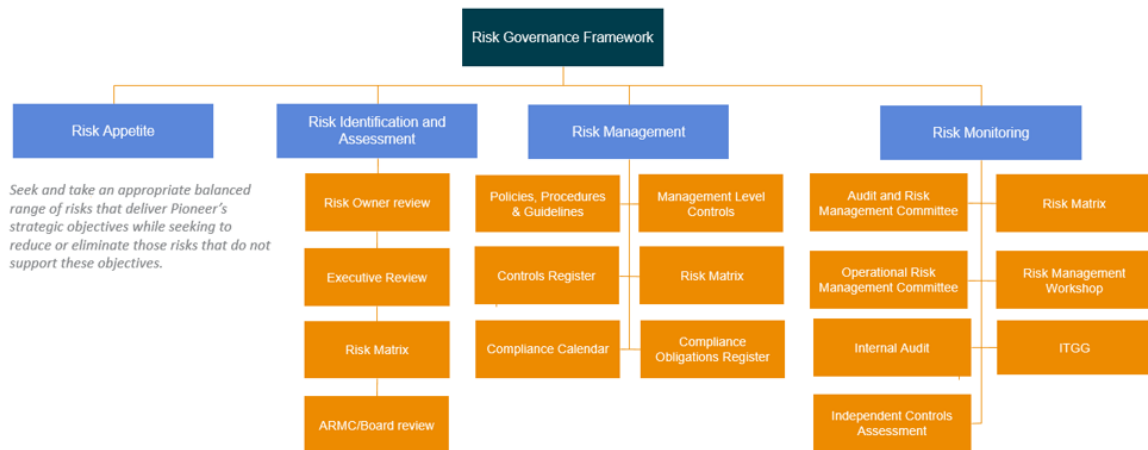 Risk Governance Framework
Risk Appetite
Seek and take an appropriate balanced
range of risks that deliver Pioneer's
strategic objectives while seeking to
reduce or eliminate those risks that do not
support these objectives.
Risk Identification and
Assessment
Risk Owner review
Executive Review
Risk Matrix
ARMC/Board review
Risk Management
Policies, Procedures
& Guidelines
Management Level
Controls
Controls Register
Risk Matrix
Compliance Calendar
Compliance
Obligations Register
Risk Monitoring
Audit and Risk
Management Committee
Risk Matrix
Operational Risk
Management Committee
Risk Management
Workshop
Internal Audit
ITGG
Independent Controls
Assessment